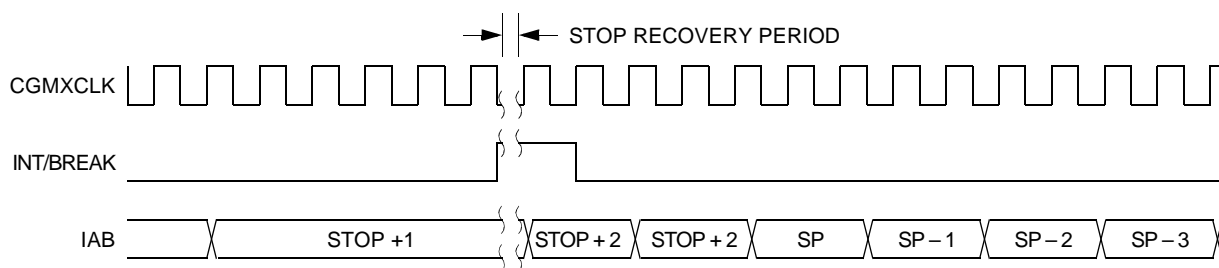 STOP RECOVERY PERIOD
CGMXCLK
INT/BREAK
IAB STOP +1 STOP + 2 STOP + 2 SP SP – 1 SP – 2 SP – 3